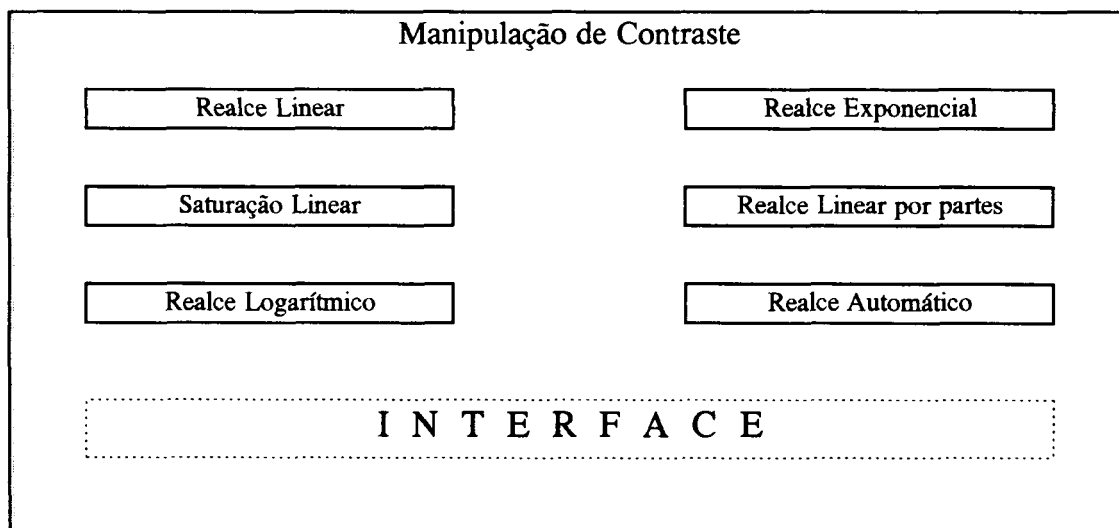 Manipulação de Contraste
Realce Linear
Realce Exponencial
Saturação Linear
Realce Linear por partes
Realce Logarítmico
Realce Automático
I N T E R F A C E